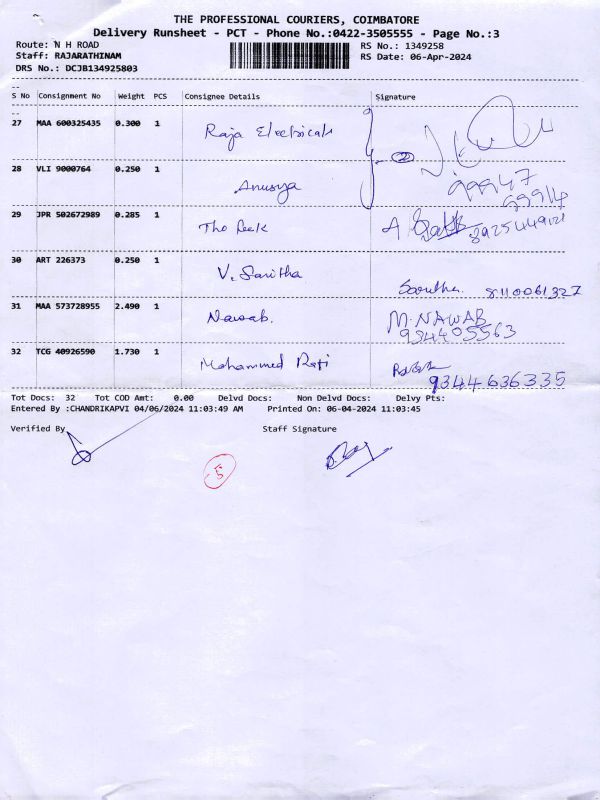 THE PROFESSIONAL COURIERS, COIMBATORE
Delivery Runsheet - PCT - Phone No.:0422-3505555 - Page No.:3
Route: N H ROAD RS No.: 1349258
Staff: RAJARATHINAM RS Date: 06-Apr-2024
DRS No.: DCJB134925803
S No Consignment No Weight PCS Consignee Details Signature
27 MAA 600325435 0.300 1 Raja Electricals
2
28 VLI 9000764 0.250 1 Anusya
99947
99914
29 JPR 502672989 0.285 1 The Reek
30 ART 226373 0.250 1 V. Saritha Saritha. 8110061327
31 MAA 573728955 2.490 1 Nawab. M.NAWAB
934405563
32 TCG 40926590 1.730 1 Mohammed Rafi 9344636335
Tot Docs: 32 Tot COD Amt: 0.00 Delvd Docs: Non Delvd Docs: Delvy Pts:
Entered By :CHANDRIKAPVI 04/06/2024 11:03:49 AM Printed On: 06-04-2024 11:03:45
Verified By Staff Signature
5